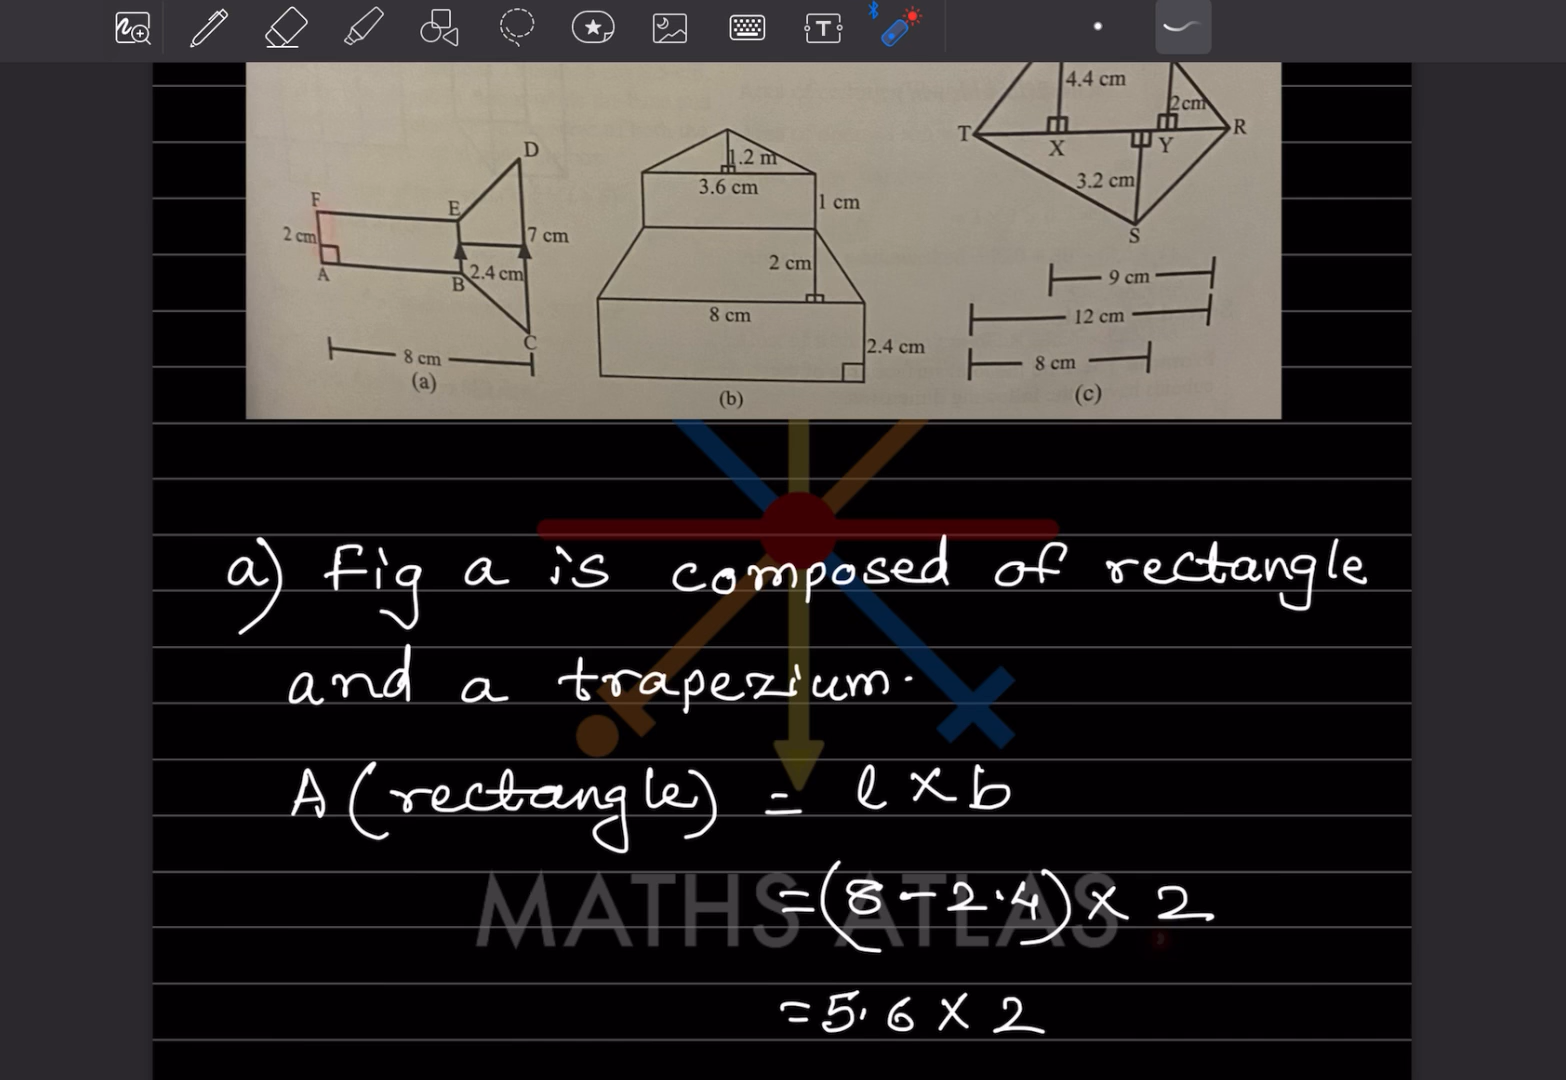 4.4 cm
2cm
T
X
Y
R
3.2 cm
S
9 cm
12 cm
8 cm
(c)
D
F
E
2 cm
7 cm
A
B
2.4 cm
C
8 cm
(a)
1.2 m
3.6 cm
1 cm
2 cm
8 cm
2.4 cm
(b)
a) Fig a is composed of rectangle
and a trapezium.
A (rectangle) = l × b
= (8 - 2.4) × 2
= 5.6 × 2
MATHS ATLAS
T